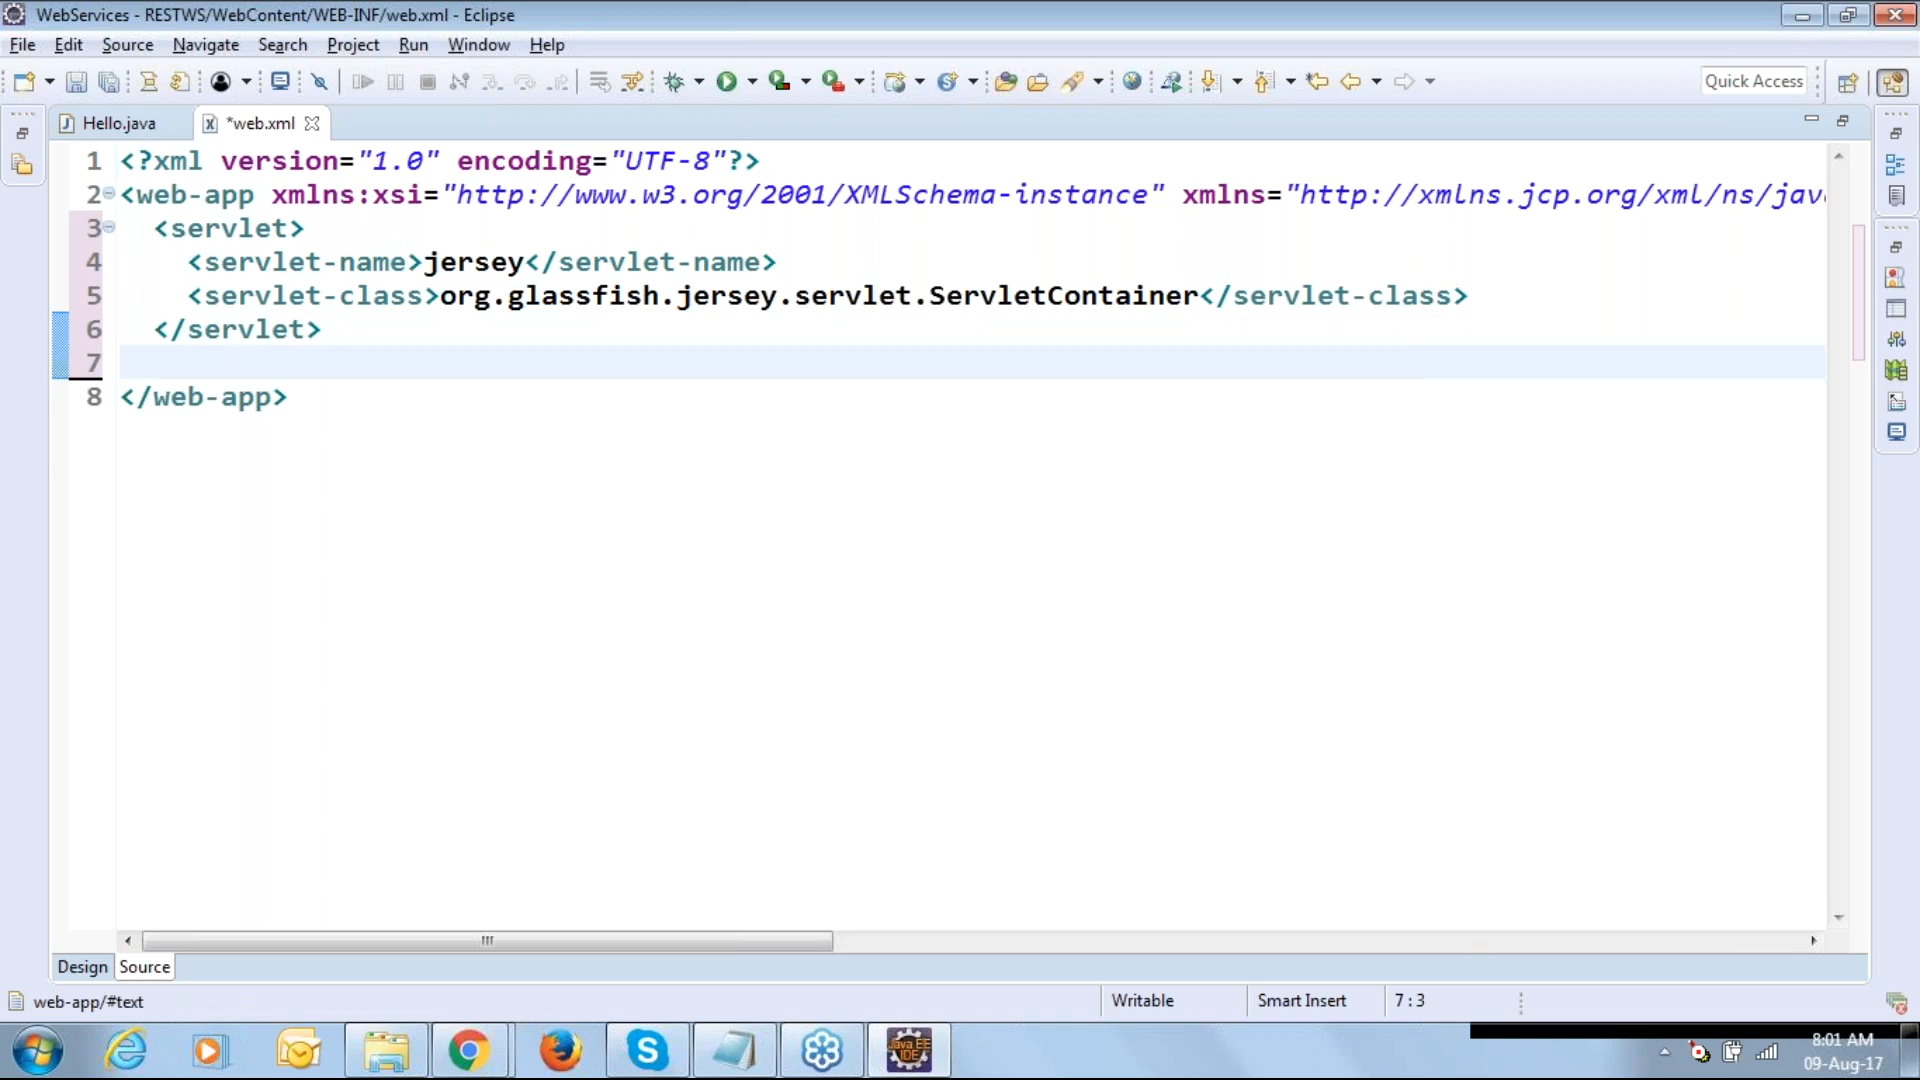 WebServices - RESTWS/WebContent/WEB-INF/web.xml - Eclipse
File Edit Source Navigate Search Project Run Window Help
Quick Access
Hello.java *web.xml
1 <?xml version="1.0" encoding="UTF-8"?>
2 <web-app xmlns:xsi="http://www.w3.org/2001/XMLSchema-instance" xmlns="http://xmlns.jcp.org/xml/ns/jav
3 <servlet>
4 <servlet-name>jersey</servlet-name>
5 <servlet-class>org.glassfish.jersey.servlet.ServletContainer</servlet-class>
6 </servlet>
7
8 </web-app>
Design Source
web-app/#text Writable Smart Insert 7 : 3
Java EE
IDE
8:01 AM
09-Aug-17